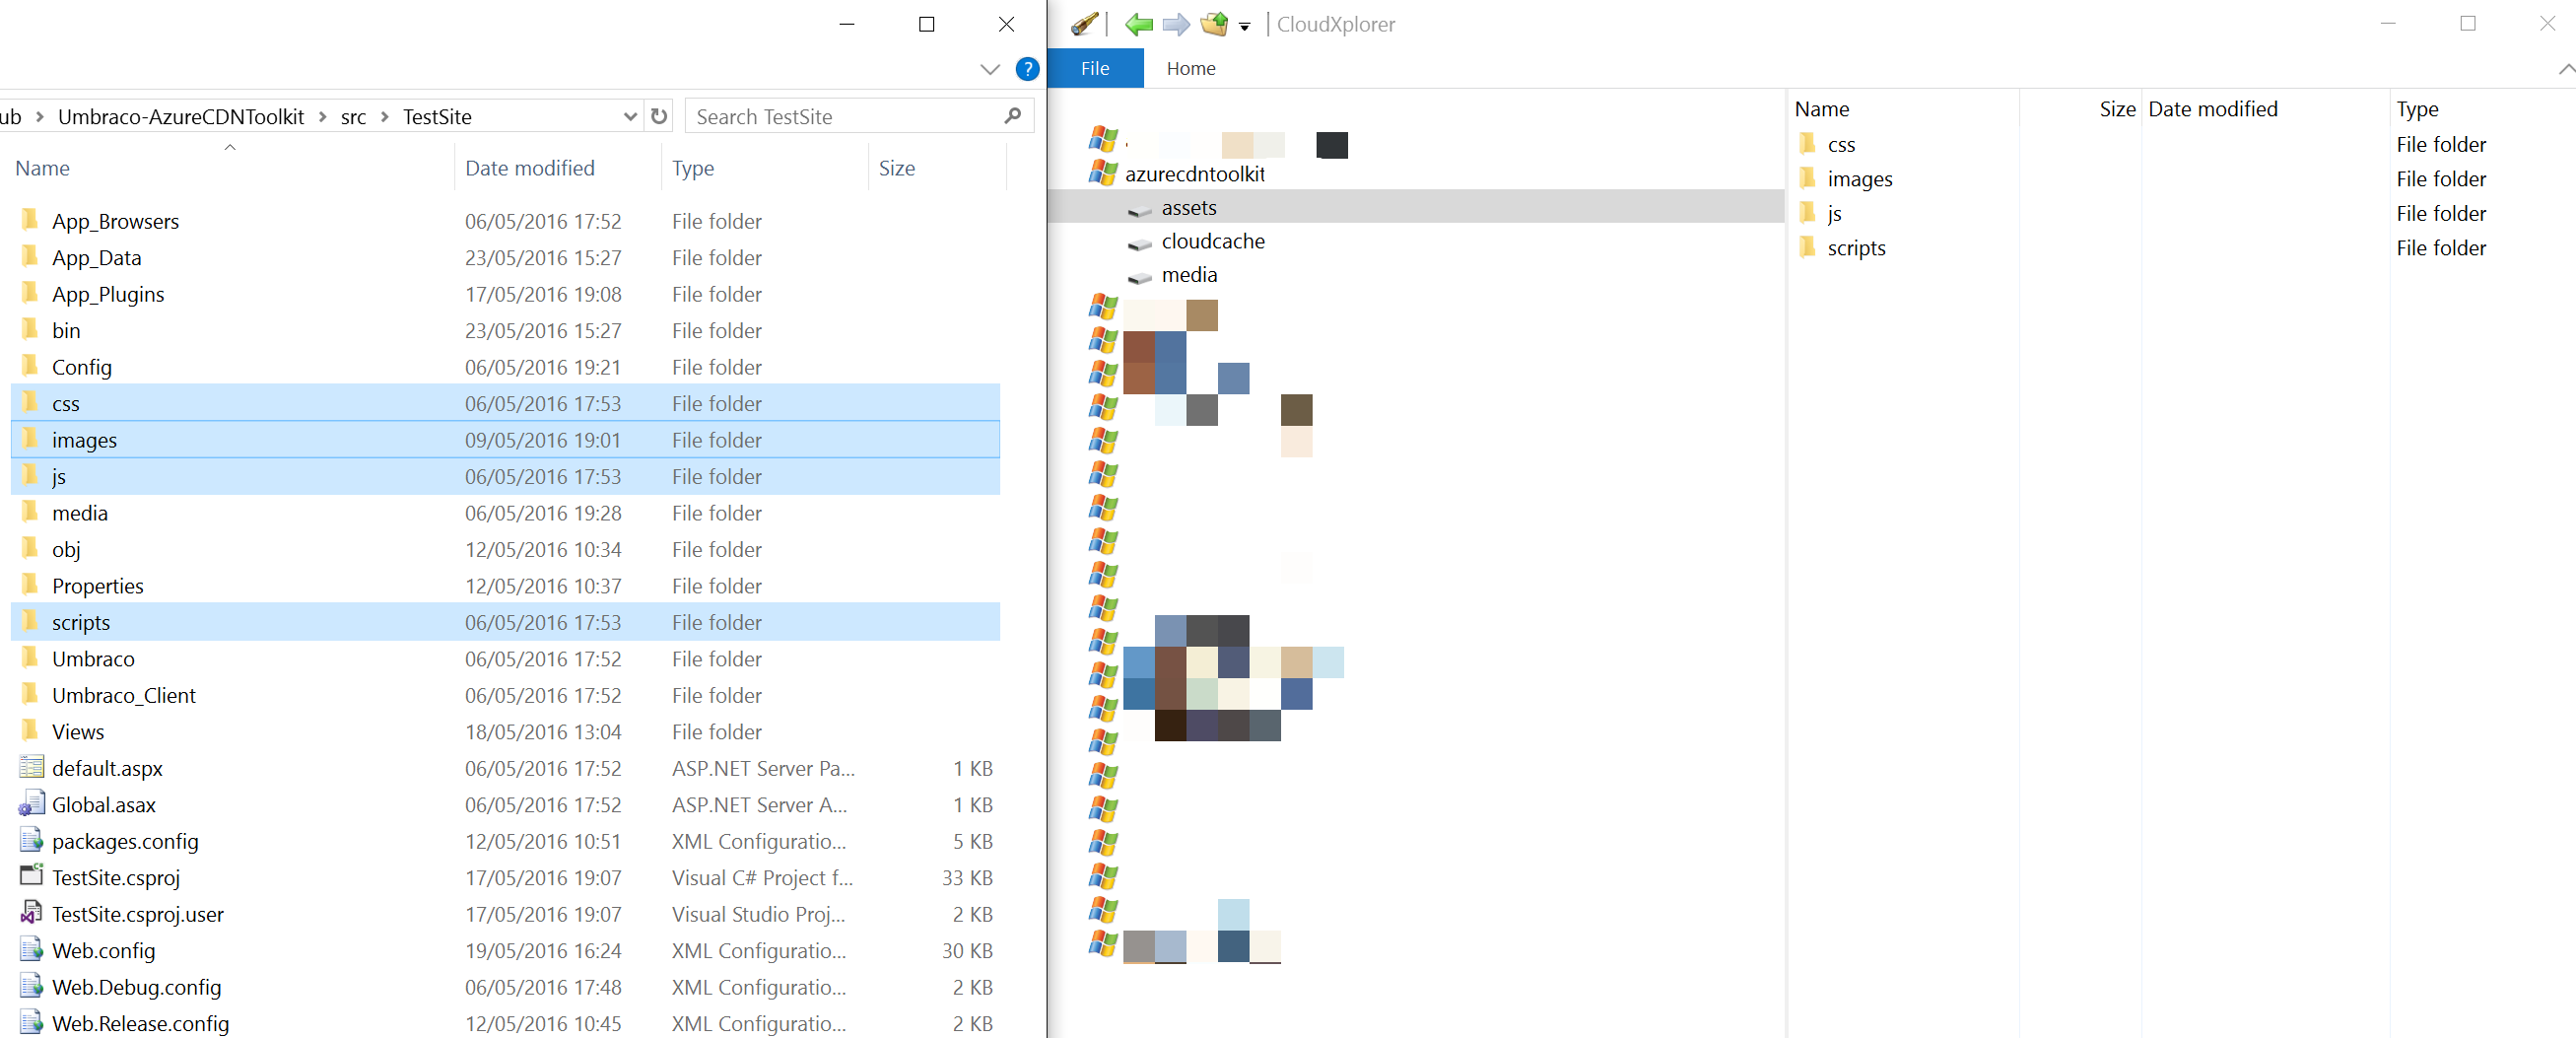 ub > Umbraco-AzureCDNToolkit > src > TestSite
Search TestSite
Name Date modified Type Size
App_Browsers 06/05/2016 17:52 File folder
App_Data 23/05/2016 15:27 File folder
App_Plugins 17/05/2016 19:08 File folder
bin 23/05/2016 15:27 File folder
Config 06/05/2016 19:21 File folder
css 06/05/2016 17:53 File folder
images 09/05/2016 19:01 File folder
js 06/05/2016 17:53 File folder
media 06/05/2016 19:28 File folder
obj 12/05/2016 10:34 File folder
Properties 12/05/2016 10:37 File folder
scripts 06/05/2016 17:53 File folder
Umbraco 06/05/2016 17:52 File folder
Umbraco_Client 06/05/2016 17:52 File folder
Views 18/05/2016 13:04 File folder
default.aspx 06/05/2016 17:52 ASP.NET Server Pa... 1 KB
Global.asax 06/05/2016 17:52 ASP.NET Server A... 1 KB
packages.config 12/05/2016 10:51 XML Configuratio... 5 KB
TestSite.csproj 17/05/2016 19:07 Visual C# Project f... 33 KB
TestSite.csproj.user 17/05/2016 19:07 Visual Studio Proj... 2 KB
Web.config 19/05/2016 16:24 XML Configuratio... 30 KB
Web.Debug.config 06/05/2016 17:48 XML Configuratio... 2 KB
Web.Release.config 12/05/2016 10:45 XML Configuratio... 2 KB
CloudXplorer
File Home
azurecdntoolkit
assets
cloudcache
media
Name Size Date modified Type
css File folder
images File folder
js File folder
scripts File folder